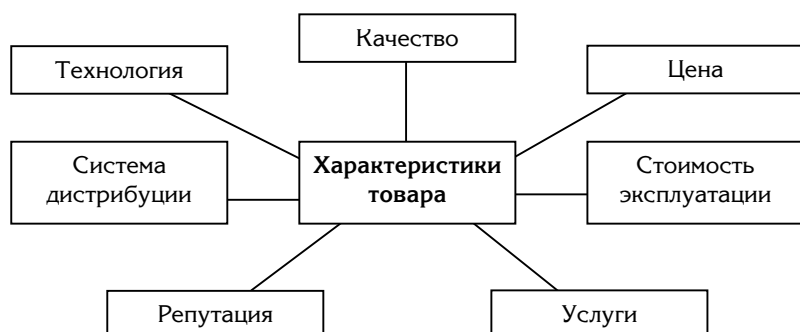 Качество
Технология
Цена
Система
дистрибуции
Характеристики
товара
Стоимость
эксплуатации
Репутация
Услуги